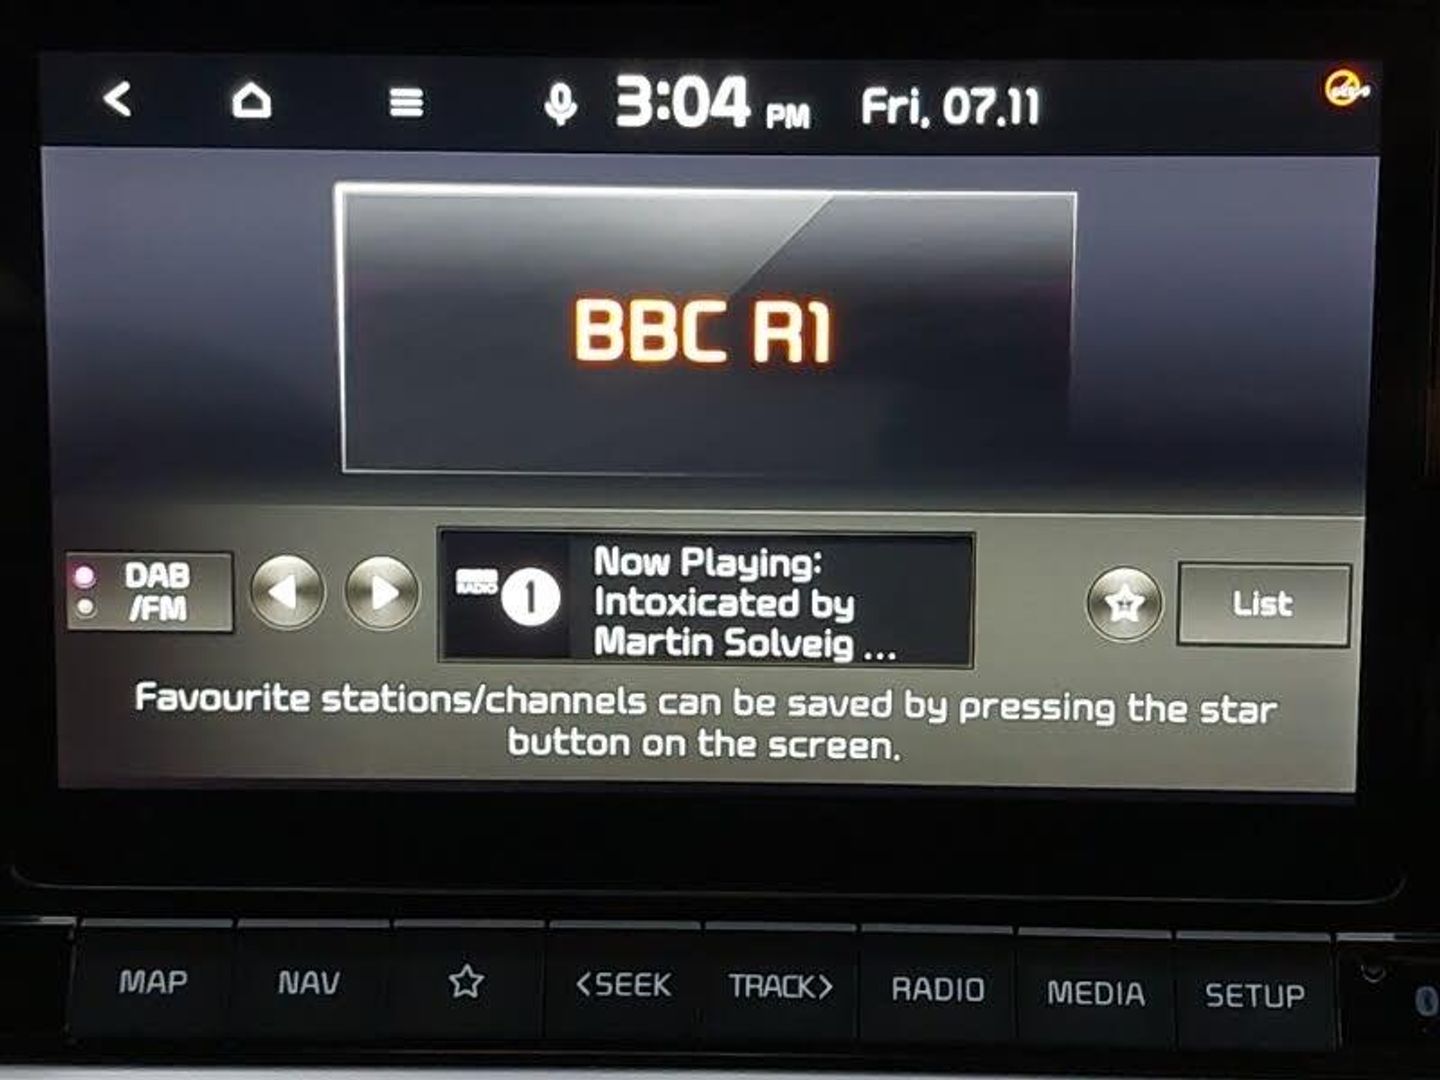 3:04 PM Fri, 07.11
BBC R1
DAB
/FM
RADIO 1
Now Playing:
Intoxicated by
Martin Solveig ...
List
Favourite stations/channels can be saved by pressing the star
button on the screen.
MAP NAV <SEEK TRACK> RADIO MEDIA SETUP